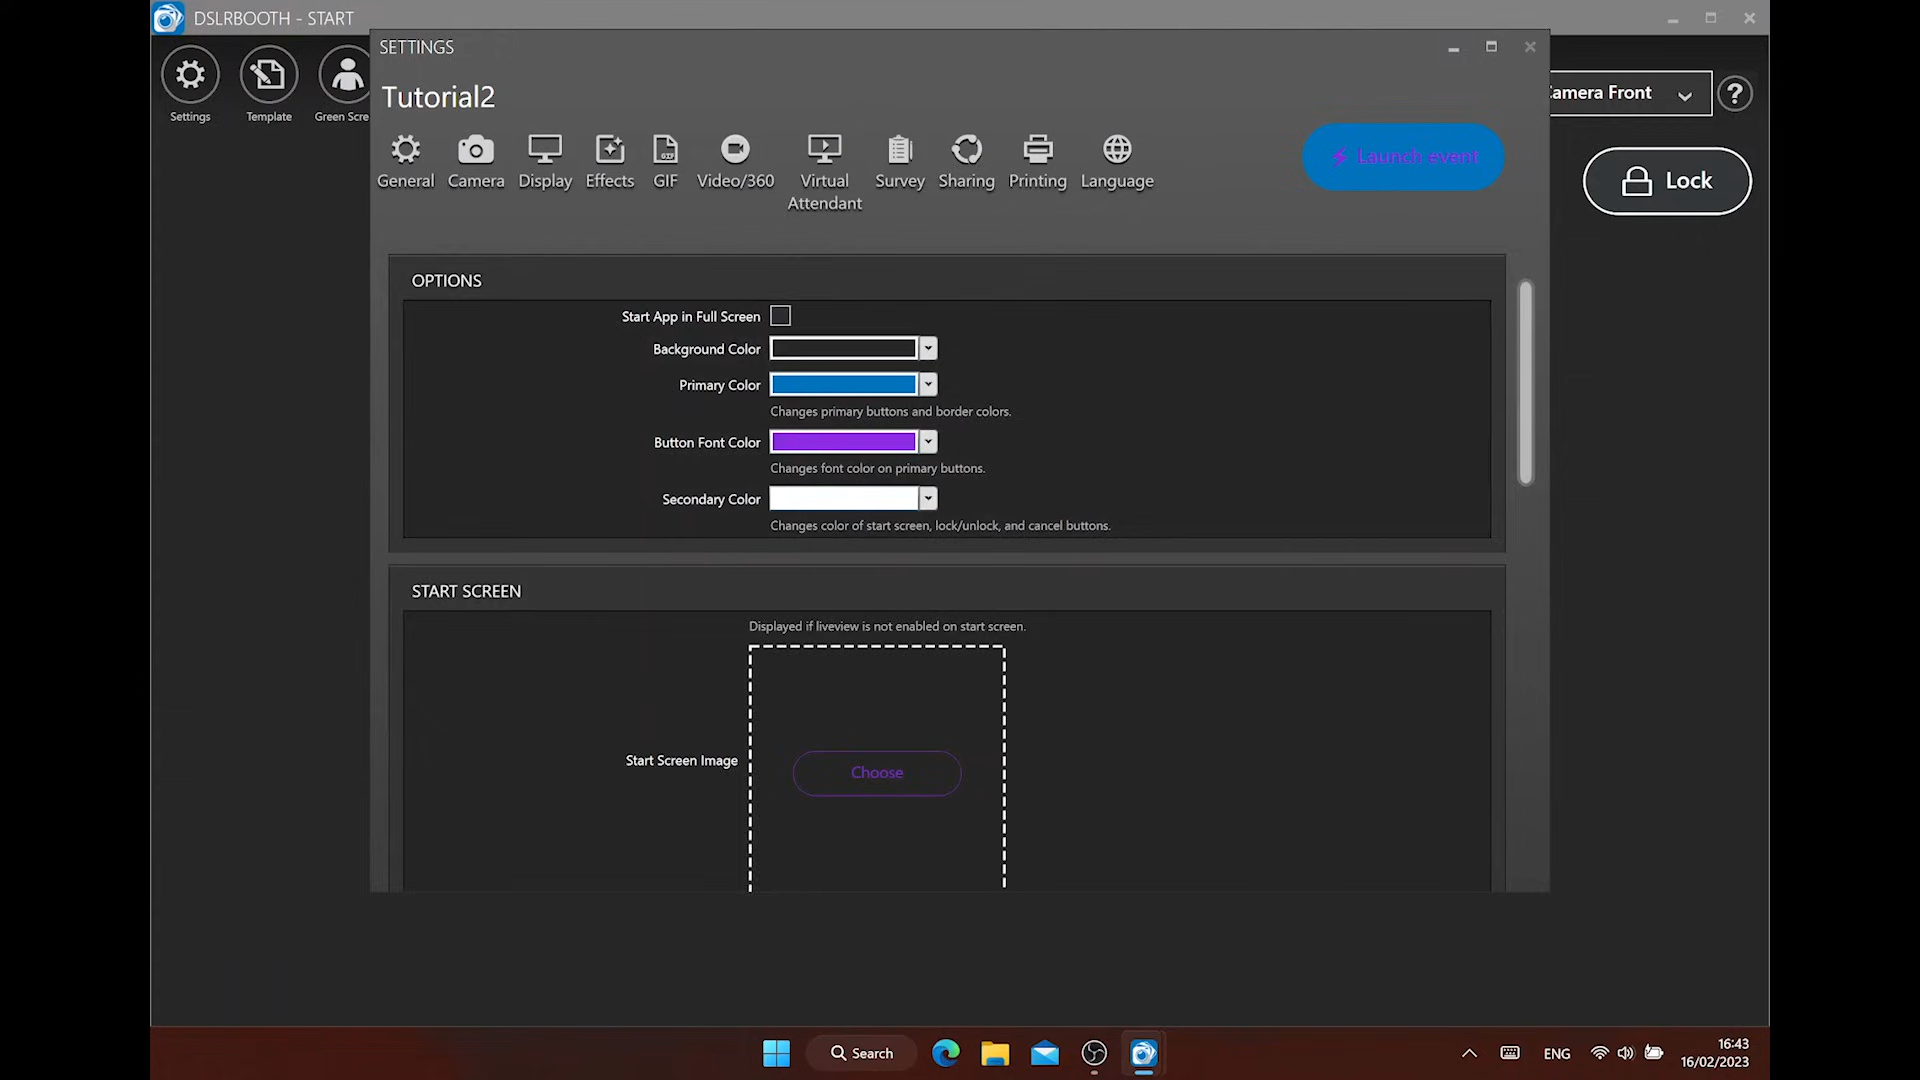 DSLRBOOTH - START
SETTINGS
Tutorial2
Settings
Template
Green Scre
General
Camera
Display
Effects
GIF
Video/360
Virtual
Attendant
Survey
Sharing
Printing
Language
Launch event
Camera Front
?
Lock
OPTIONS
Start App in Full Screen
Background Color
Primary Color
Changes primary buttons and border colors.
Button Font Color
Changes font color on primary buttons.
Secondary Color
Changes color of start screen, lock/unlock, and cancel buttons.
START SCREEN
Displayed if liveview is not enabled on start screen.
Start Screen Image
Choose
Search
ENG
16:43
16/02/2023